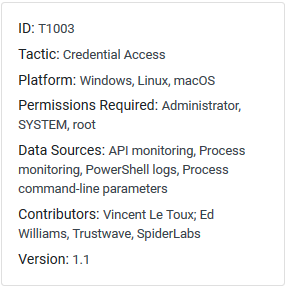 ID: T1003
Tactic: Credential Access
Platform: Windows, Linux, macOS
Permissions Required: Administrator,
SYSTEM, root
Data Sources: API monitoring, Process
monitoring, PowerShell logs, Process
command-line parameters
Contributors: Vincent Le Toux; Ed
Williams, Trustwave, SpiderLabs
Version: 1.1